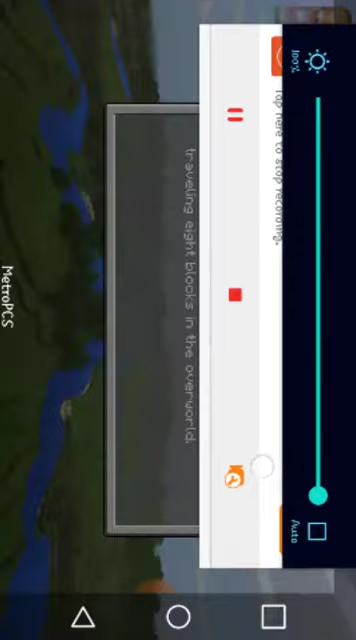 100%
Auto
Tap here to stop recording.
traveling eight blocks in the overworld.
MetroPCS